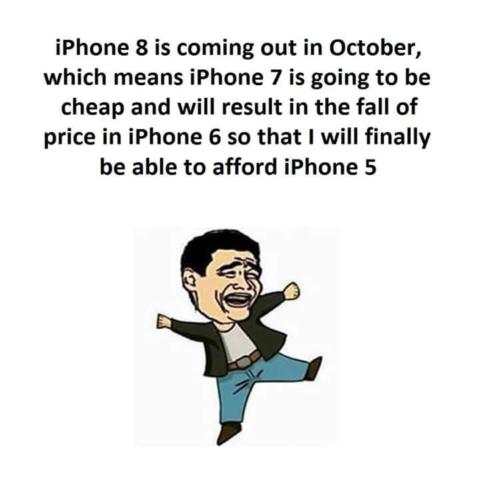 iPhone 8 is coming out in October,
which means iPhone 7 is going to be
cheap and will result in the fall of
price in iPhone 6 so that I will finally
be able to afford iPhone 5